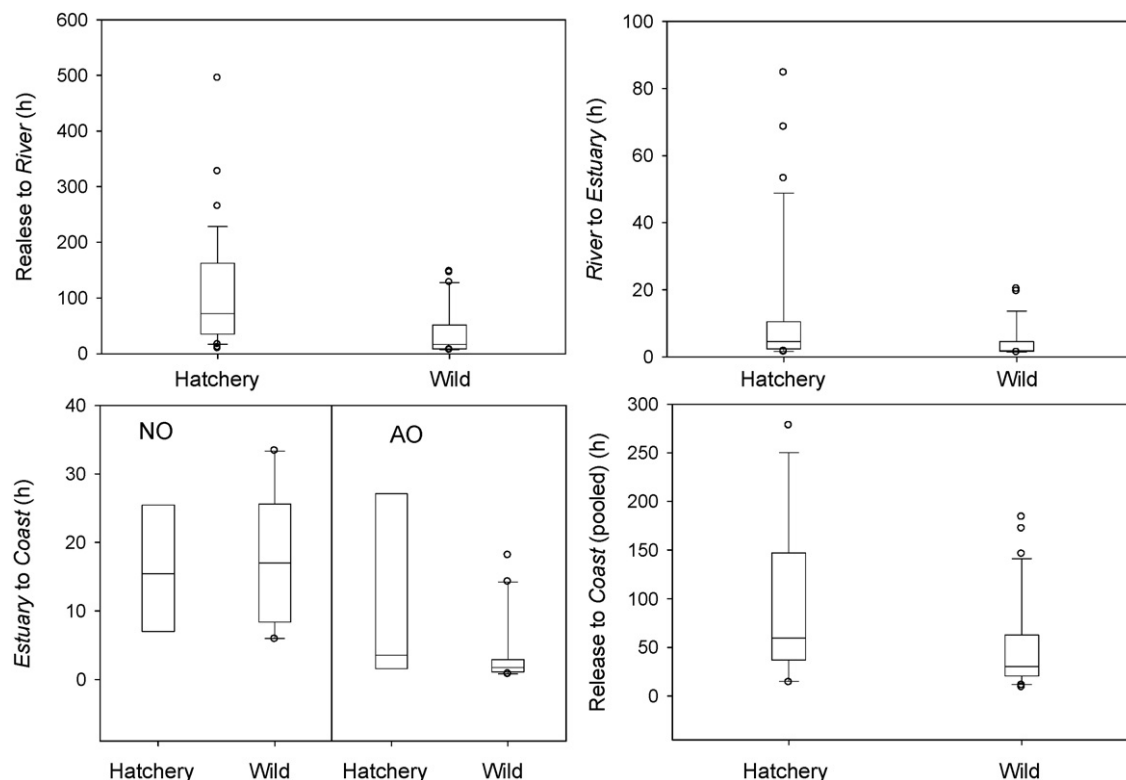 Realese to River (h)
600
500
400
300
200
100
0
Hatchery Wild
River to Estuary (h)
100
80
60
40
20
0
Hatchery Wild
Estuary to Coast (h)
40
30
20
10
0
NO
AO
Hatchery Wild Hatchery Wild
Release to Coast (pooled) (h)
300
250
200
150
100
50
0
Hatchery Wild